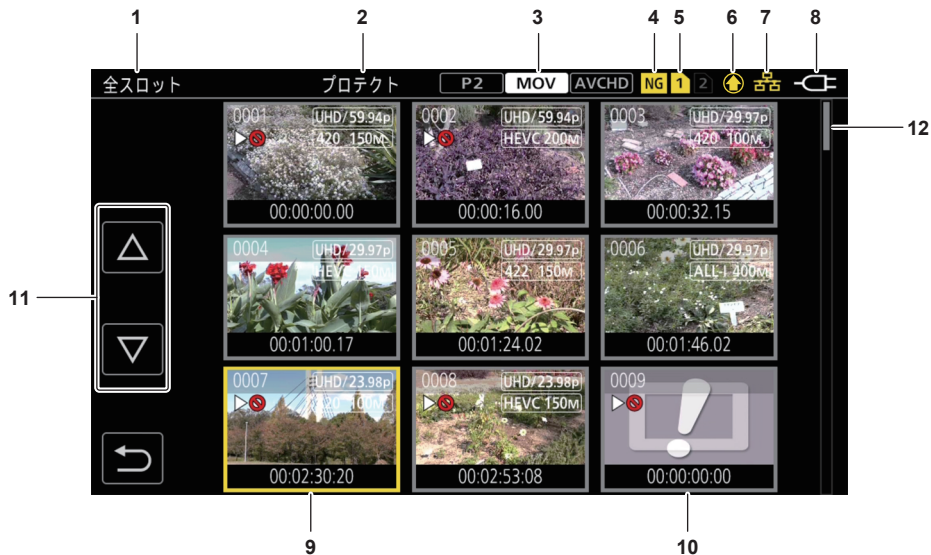 1 2 3 4 5 6 7 8
全スロット プロテクト P2 MOV AVCHD NG 1 2
12
0001 UHD/59.94p
420 150M
00:00:00.00
0002 UHD/59.94p
HEVC 200M
00:00:16.00
0003 UHD/29.97p
420 100M
00:00:32.15
11
0004 UHD/29.97p
HEVC 150M
00:01:00.17
0005 UHD/29.97p
422 150M
00:01:24.02
0006 UHD/29.97p
ALL-I 400M
00:01:46.02
0007 UHD/23.98p
420 100M
00:02:30:20
0008 UHD/23.98p
HEVC 150M
00:02:53:08
0009
00:00:00:00
9 10